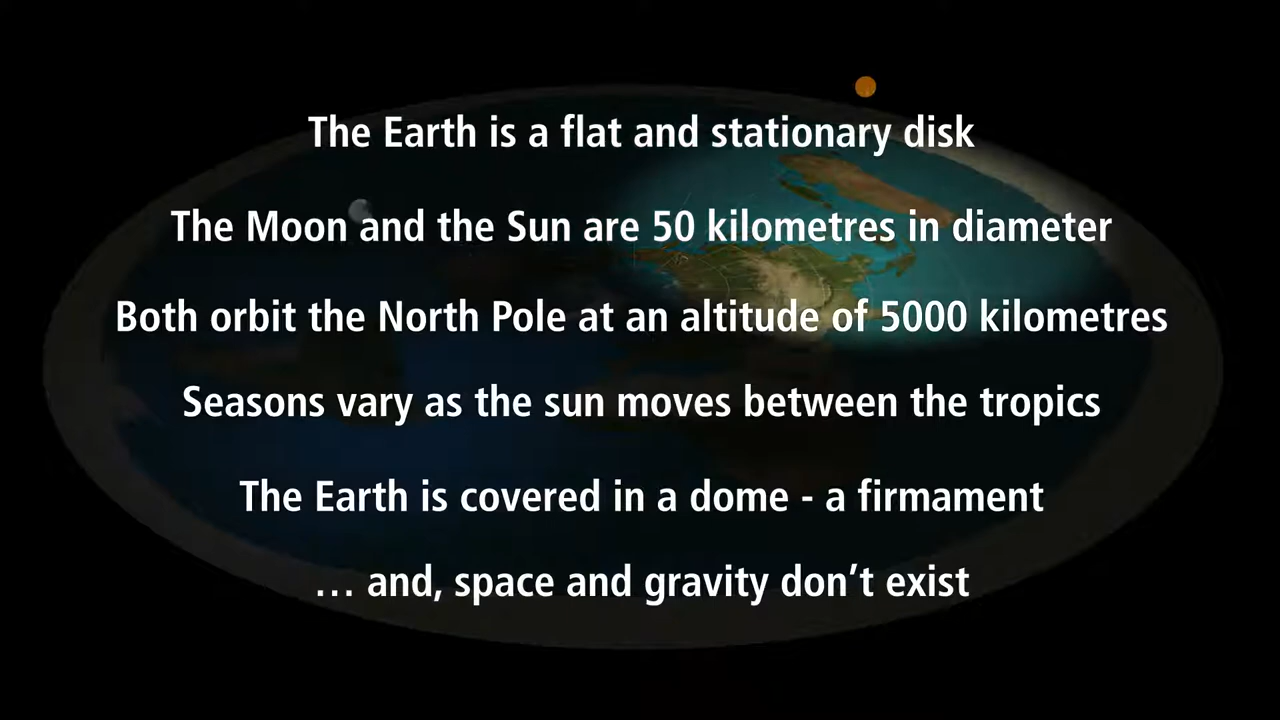 The Earth is a flat and stationary disk
The Moon and the Sun are 50 kilometres in diameter
Both orbit the North Pole at an altitude of 5000 kilometres
Seasons vary as the sun moves between the tropics
The Earth is covered in a dome - a firmament
… and, space and gravity don’t exist